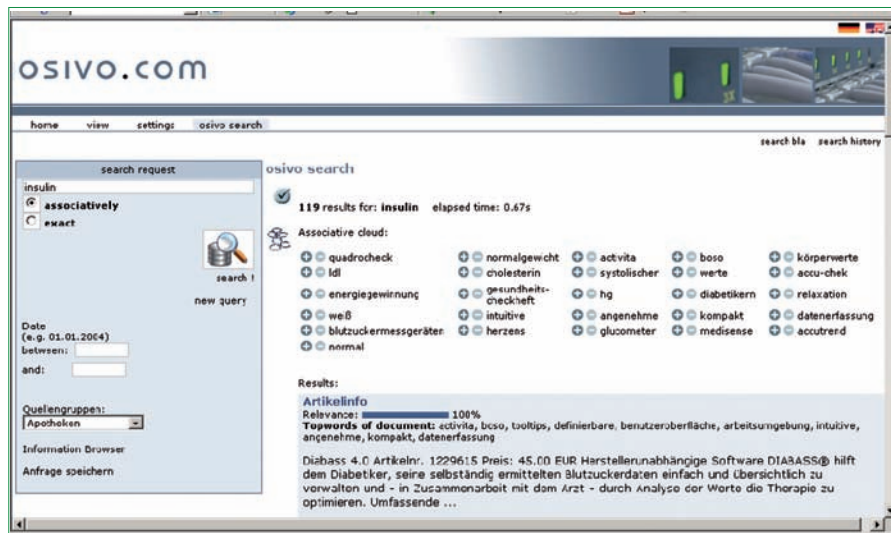 osivo.com
home view settings osivo search
search bla search history
search request
insulin
associatively
exact
search !
new query
Date
(e.g. 01.01.2004)
between:
and:
Quellengruppen:
Apotheken
Information Browser
Anfrage speichern
osivo search
119 results for: insulin elapsed time: 0.67s
Associative cloud:
quadrocheck normalgewicht activita boso körperwerte
ldl cholesterin systolischer werte accu-chek
energiegewinnung gesundheits-checkheft hg diabetikern relaxation
weiß intuitive angenehme kompakt datenerfassung
blutzuckermessgeräten herzens glucometer medisense accutrend
normal
Results:
Artikelinfo
Relevance: 100%
Topwords of document: activita, boso, tooltips, definierbare, benutzeroberfläche, arbeitsumgebung, intuitive,
angenehme, kompakt, datenerfassung
Diabass 4.0 Artikelnr. 1229615 Preis: 45.00 EUR Herstellerunabhängige Software DIABASS® hilft
dem Diabetiker, seine selbständig ermittelten Blutzuckerdaten einfach und übersichtlich zu
verwalten und - in Zusammenarbeit mit dem Arzt - durch Analyse der Werte die Therapie zu
optimieren. Umfassende ...